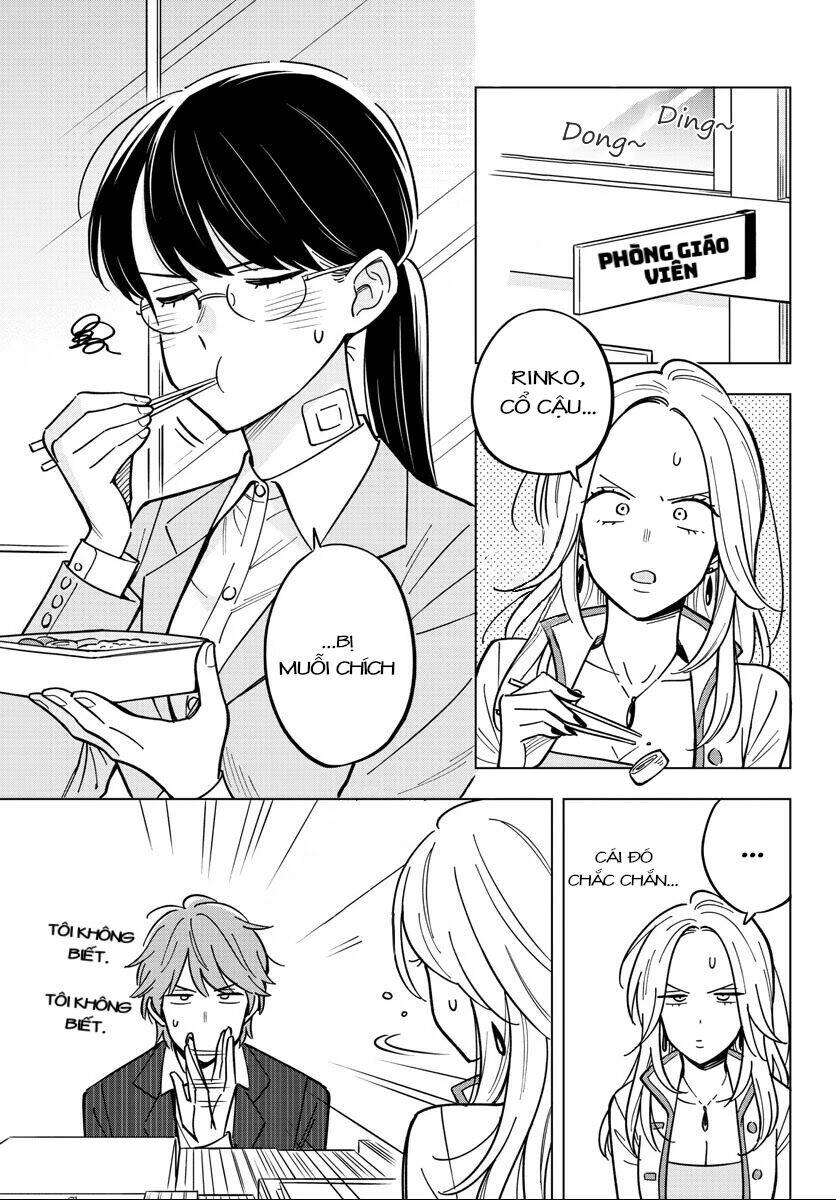 Ding~
Dong~
PHÒNG GIÁO
VIÊN
RINKO,
CỔ CẬU...
...BỊ
MUỖI CHÍCH
...
CÁI ĐÓ
CHẮC CHẮN...
TÔI KHÔNG
BIẾT.
TÔI KHÔNG
BIẾT.